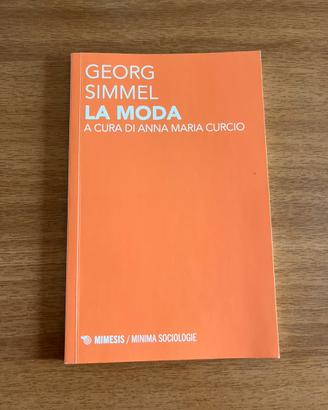 GEORG
SIMMEL
LA MODA
A CURA DI ANNA MARIA CURCIO
MIMESIS / MINIMA SOCIOLOGIE